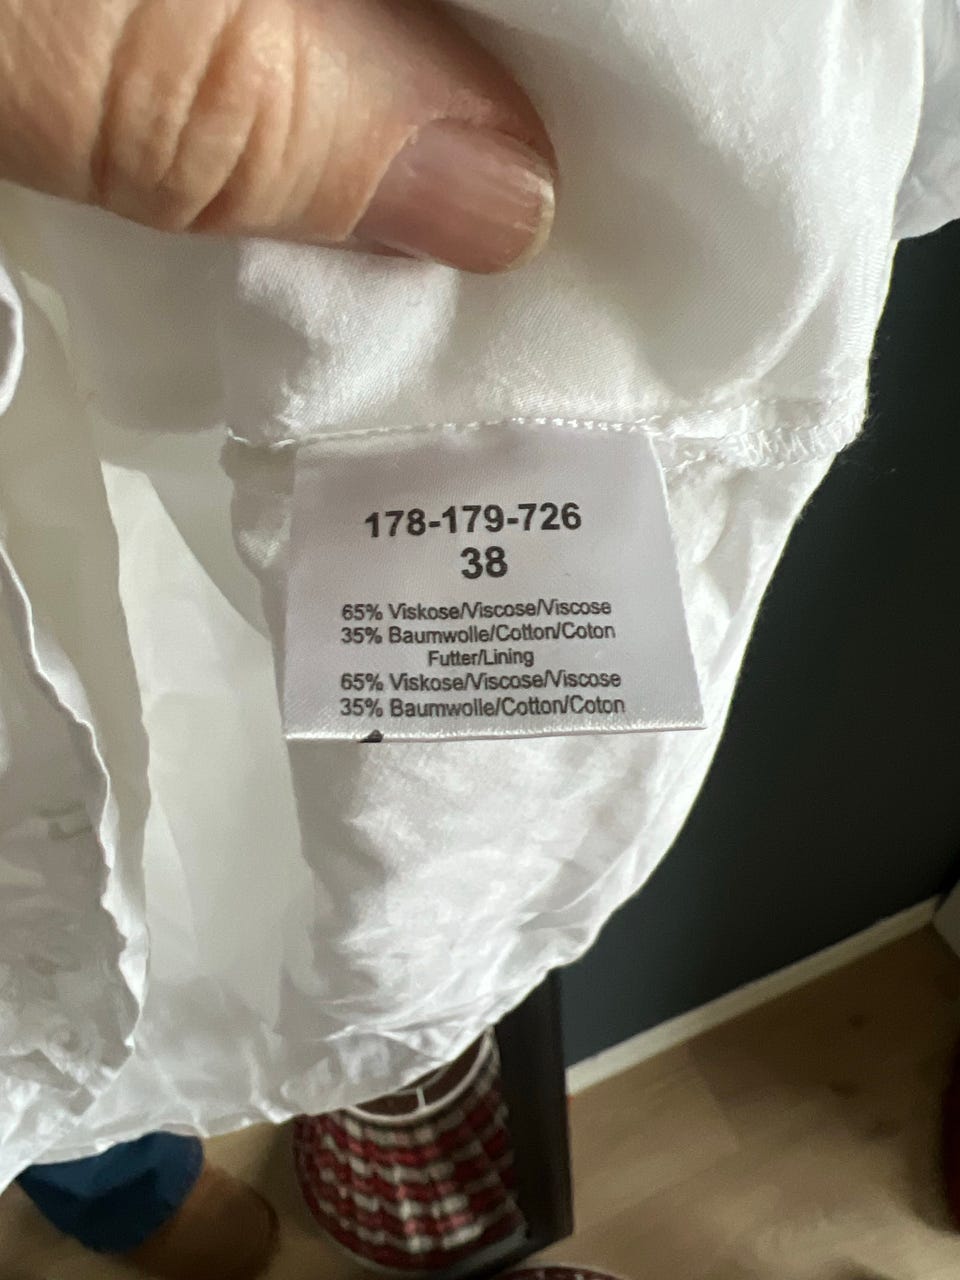 178-179-726
38
65% Viskose/Viscose/Viscose
35% Baumwolle/Cotton/Coton
Futter/Lining
65% Viskose/Viscose/Viscose
35% Baumwolle/Cotton/Coton